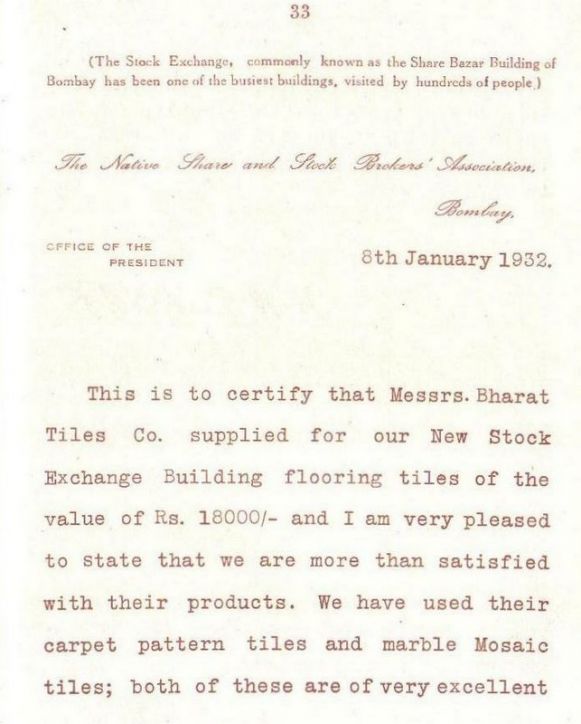 33
(The Stock Exchange, commonly known as the Share Bazar Building of
Bombay has been one of the busiest buildings, visited by hundreds of people.)
The Native Share and Stock Brokers' Association,
Bombay.
OFFICE OF THE
PRESIDENT
8th January 1932.
This is to certify that Messrs. Bharat
Tiles Co. supplied for our New Stock
Exchange Building flooring tiles of the
value of Rs. 18000/- and I am very pleased
to state that we are more than satisfied
with their products. We have used their
carpet pattern tiles and marble Mosaic
tiles; both of these are of very excellent